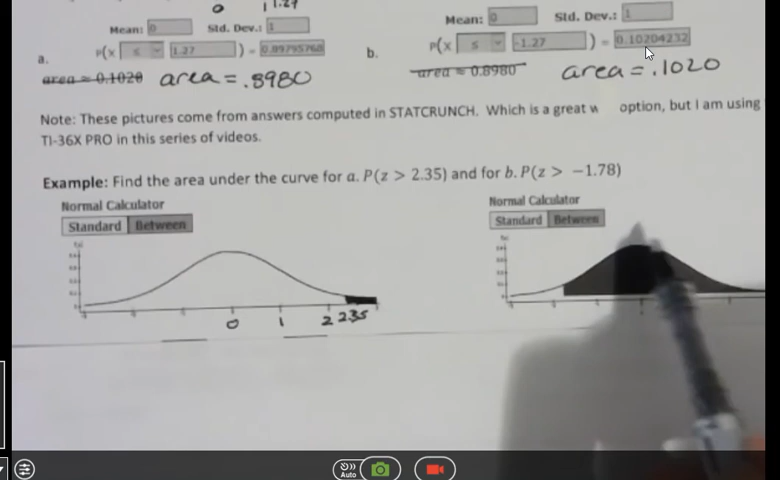 0 1.27
Mean: 0 Std. Dev.: 1
Mean: 0 Std. Dev.: 1
a. P(x ≤ 1.27 ) = 0.89795768
b. P(x ≤ -1.27 ) = 0.10204232
area ≈ 0.1020 area = .8980
area ≈ 0.8980 area = .1020
Note: These pictures come from answers computed in STATCRUNCH. Which is a great w option, but I am using
TI-36X PRO in this series of videos.
Example: Find the area under the curve for a. P(z > 2.35) and for b. P(z > −1.78)
Normal Calculator
Standard Between
Normal Calculator
Standard Between
0 1 2 2.35
Auto